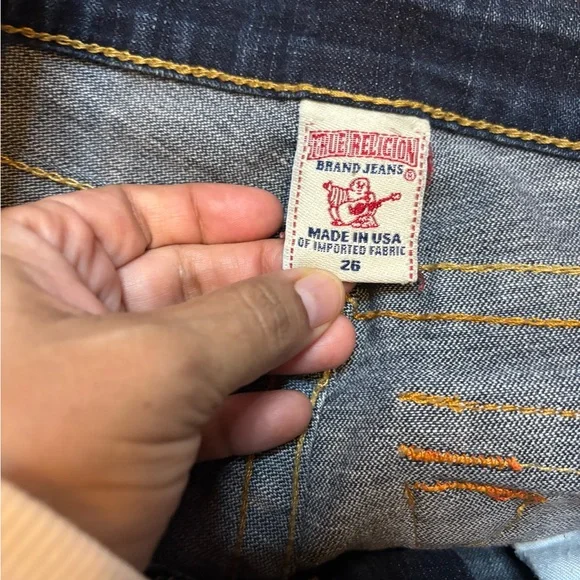 TRUE RELIGION
BRAND JEANS ®
MADE IN USA
OF IMPORTED FABRIC
26